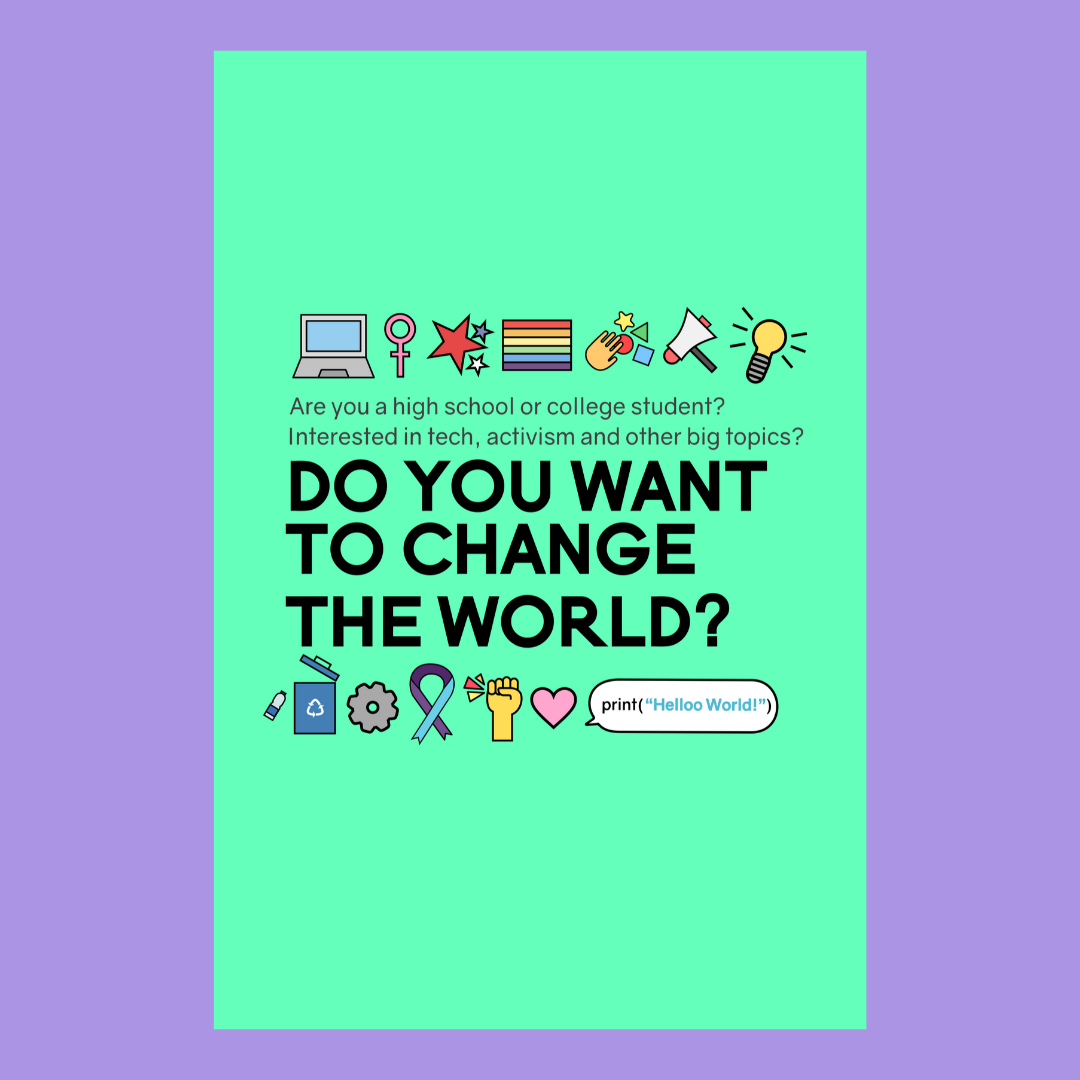 Are you a high school or college student?
Interested in tech, activism and other big topics?
DO YOU WANT
TO CHANGE
THE WORLD?
print(“Helloo World!”)